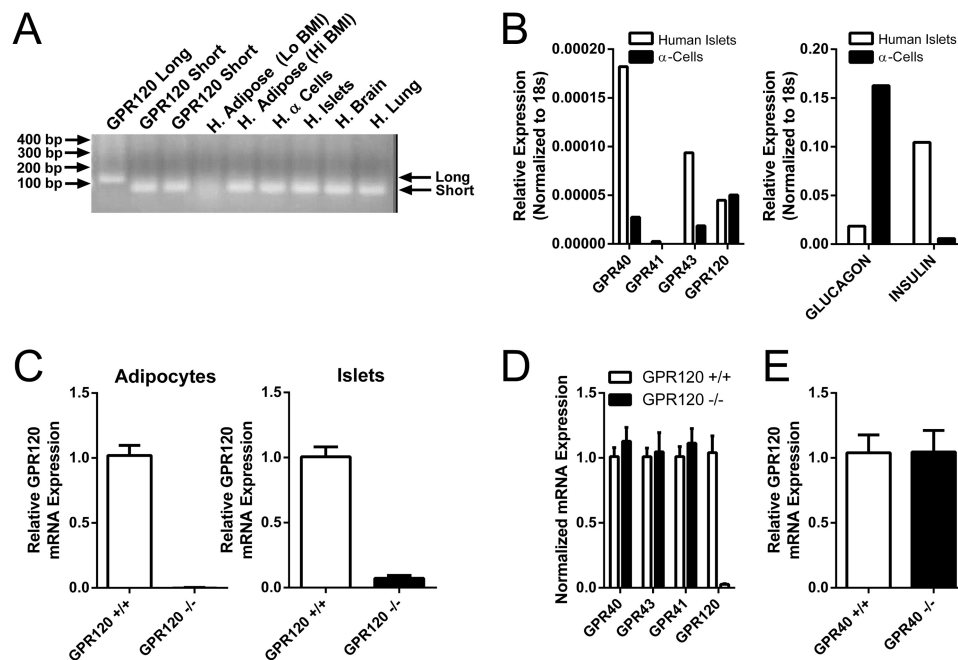 A
GPR120 Long
GPR120 Short
GPR120 Short
H. Adipose (Lo BMI)
H. Adipose (Hi BMI)
H. α Cells
H. Islets
H. Brain
H. Lung
400 bp
300 bp
200 bp
100 bp
Long
Short
B
Human Islets
α-Cells
Relative Expression
(Normalized to 18s)
0.00020
0.00015
0.00010
0.00005
0.00000
GPR40
GPR41
GPR43
GPR120
Human Islets
α-Cells
Relative Expression
(Normalized to 18s)
0.20
0.15
0.10
0.05
0.00
GLUCAGON
INSULIN
C
Adipocytes
Relative GPR120
mRNA Expression
1.5
1.0
0.5
0.0
GPR120 +/+
GPR120 -/-
Islets
Relative GPR120
mRNA Expression
1.5
1.0
0.5
0.0
GPR120 +/+
GPR120 -/-
D
GPR120 +/+
GPR120 -/-
Normalized mRNA Expression
1.5
1.0
0.5
0.0
GPR40
GPR43
GPR41
GPR120
E
Relative GPR120
mRNA Expression
1.5
1.0
0.5
0.0
GPR40 +/+
GPR40 -/-